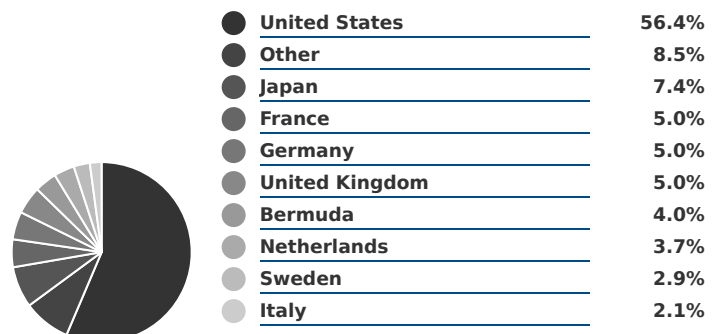 United States 56.4%
Other 8.5%
Japan 7.4%
France 5.0%
Germany 5.0%
United Kingdom 5.0%
Bermuda 4.0%
Netherlands 3.7%
Sweden 2.9%
Italy 2.1%